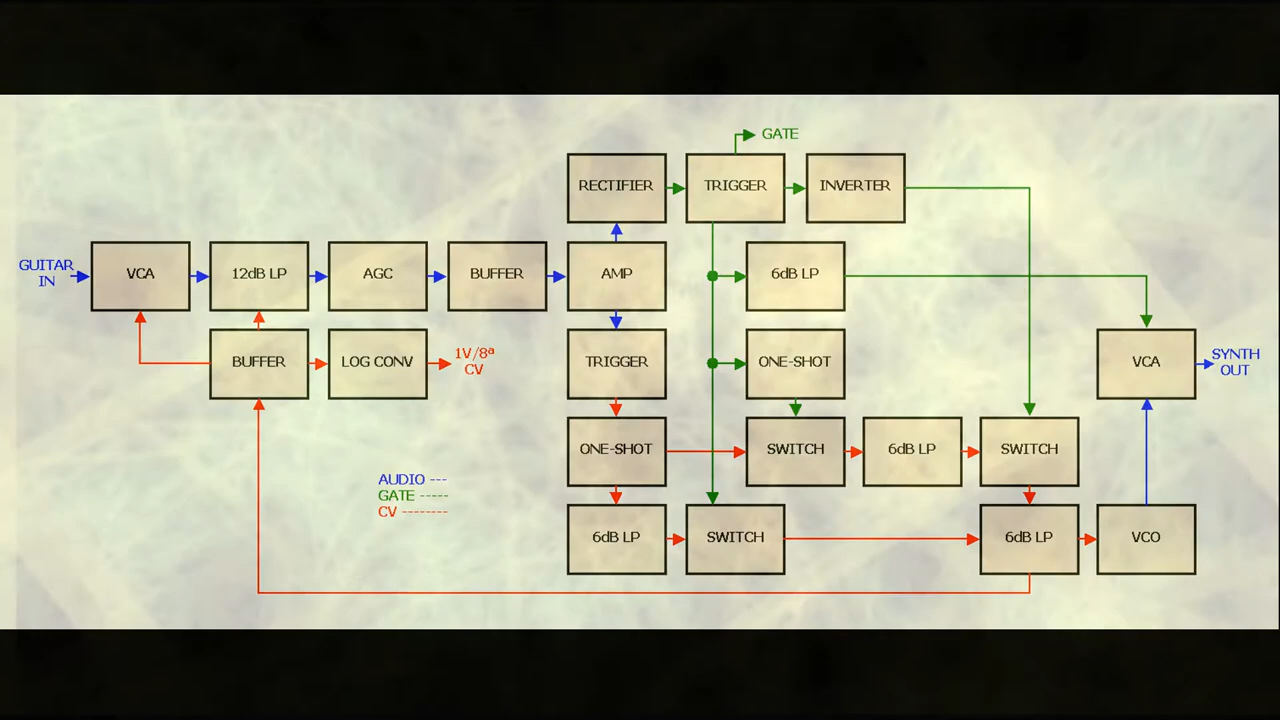 GATE
RECTIFIER
TRIGGER
INVERTER
GUITAR
IN
VCA
12dB LP
AGC
BUFFER
AMP
6dB LP
BUFFER
LOG CONV
1V/8ª
CV
TRIGGER
ONE-SHOT
VCA
SYNTH
OUT
ONE-SHOT
SWITCH
6dB LP
SWITCH
AUDIO ---
GATE -----
CV --------
6dB LP
SWITCH
6dB LP
VCO